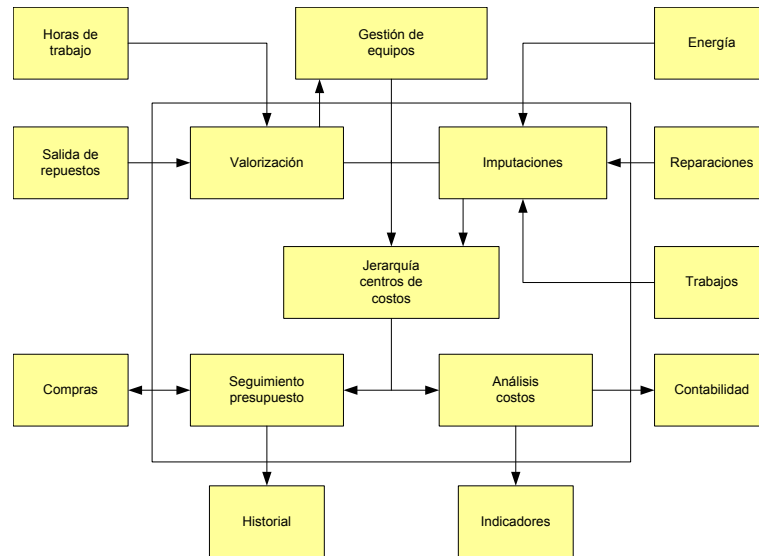 Horas de
trabajo
Gestión de
equipos
Energía
Salida de
repuestos
Valorización
Imputaciones
Reparaciones
Jerarquía
centros de
costos
Trabajos
Compras
Seguimiento
presupuesto
Análisis
costos
Contabilidad
Historial
Indicadores